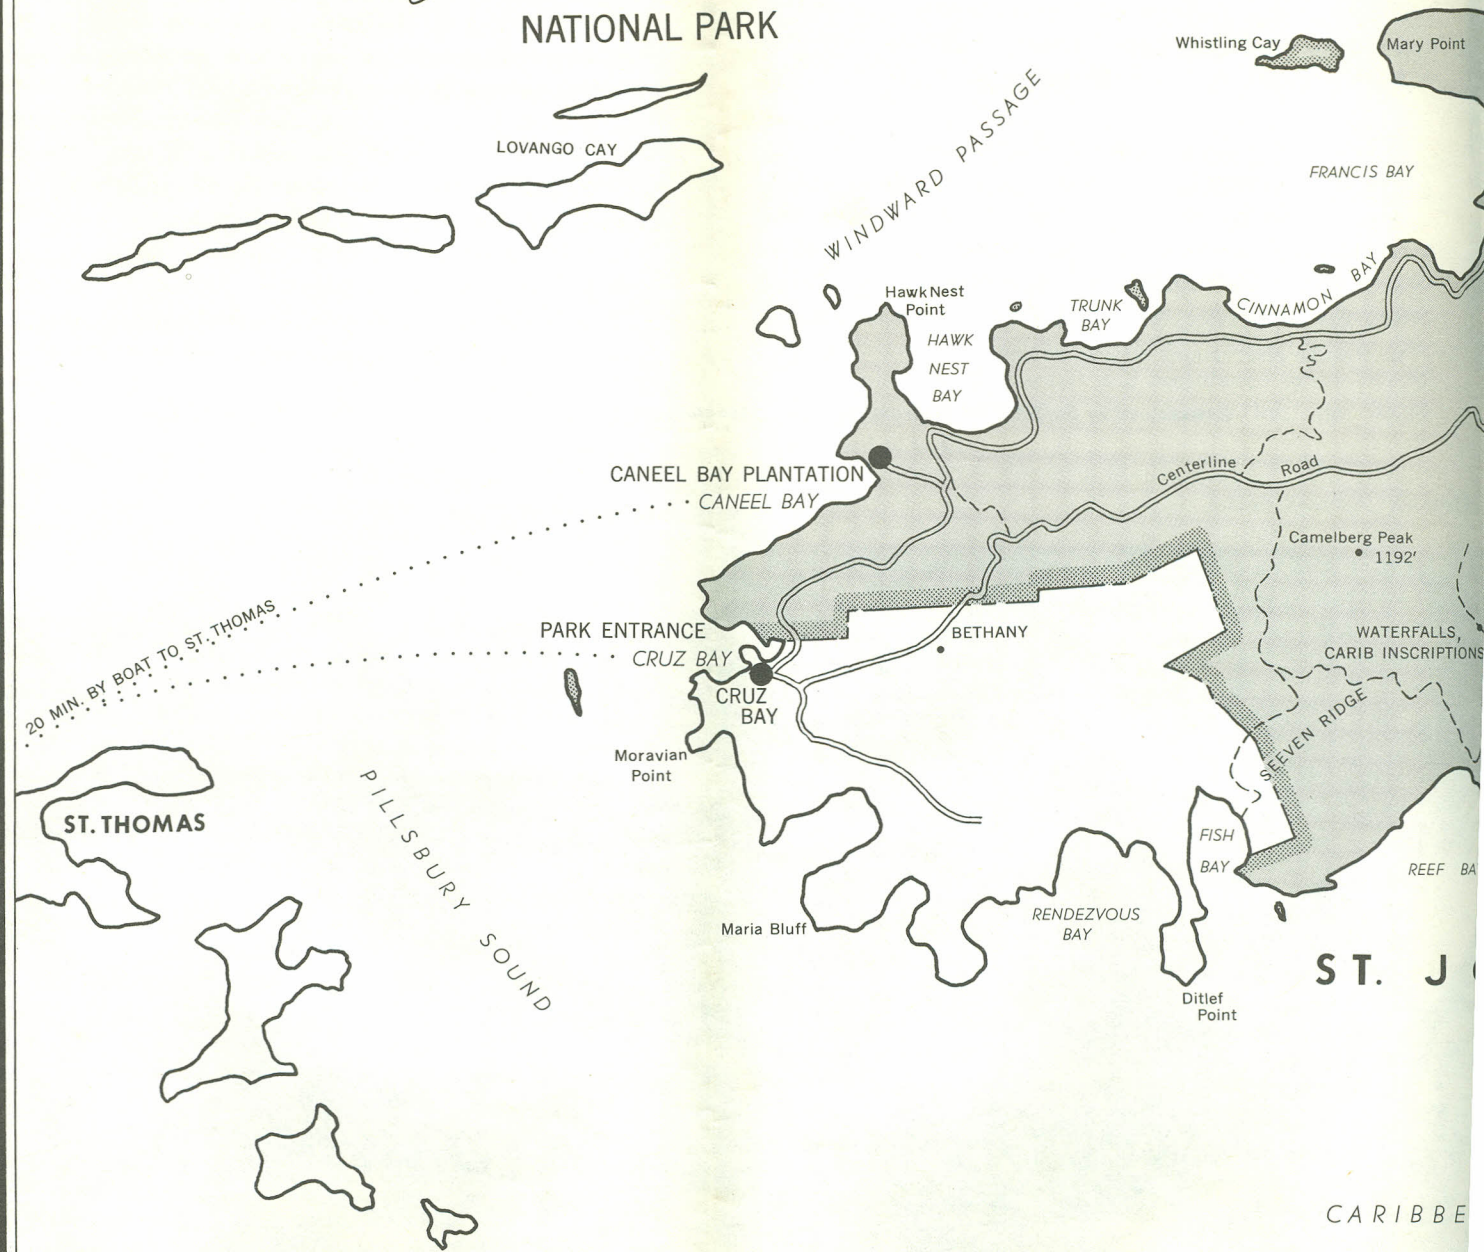 NATIONAL PARK
Whistling Cay
Mary Point
LOVANGO CAY
WINDWARD PASSAGE
FRANCIS BAY
Hawk Nest
Point
HAWK
NEST
BAY
TRUNK
BAY
CINNAMON BAY
CANEEL BAY PLANTATION
CANEEL BAY
Centerline Road
Camelberg Peak
1192'
20 MIN. BY BOAT TO ST. THOMAS
PARK ENTRANCE
CRUZ BAY
BETHANY
WATERFALLS,
CARIB INSCRIPTIONS
CRUZ
BAY
SEEVEN RIDGE
Moravian
Point
PILLSBURY SOUND
ST. THOMAS
FISH
BAY
REEF BA
Maria Bluff
RENDEZVOUS
BAY
ST. J
Ditlef
Point
CARIBBE